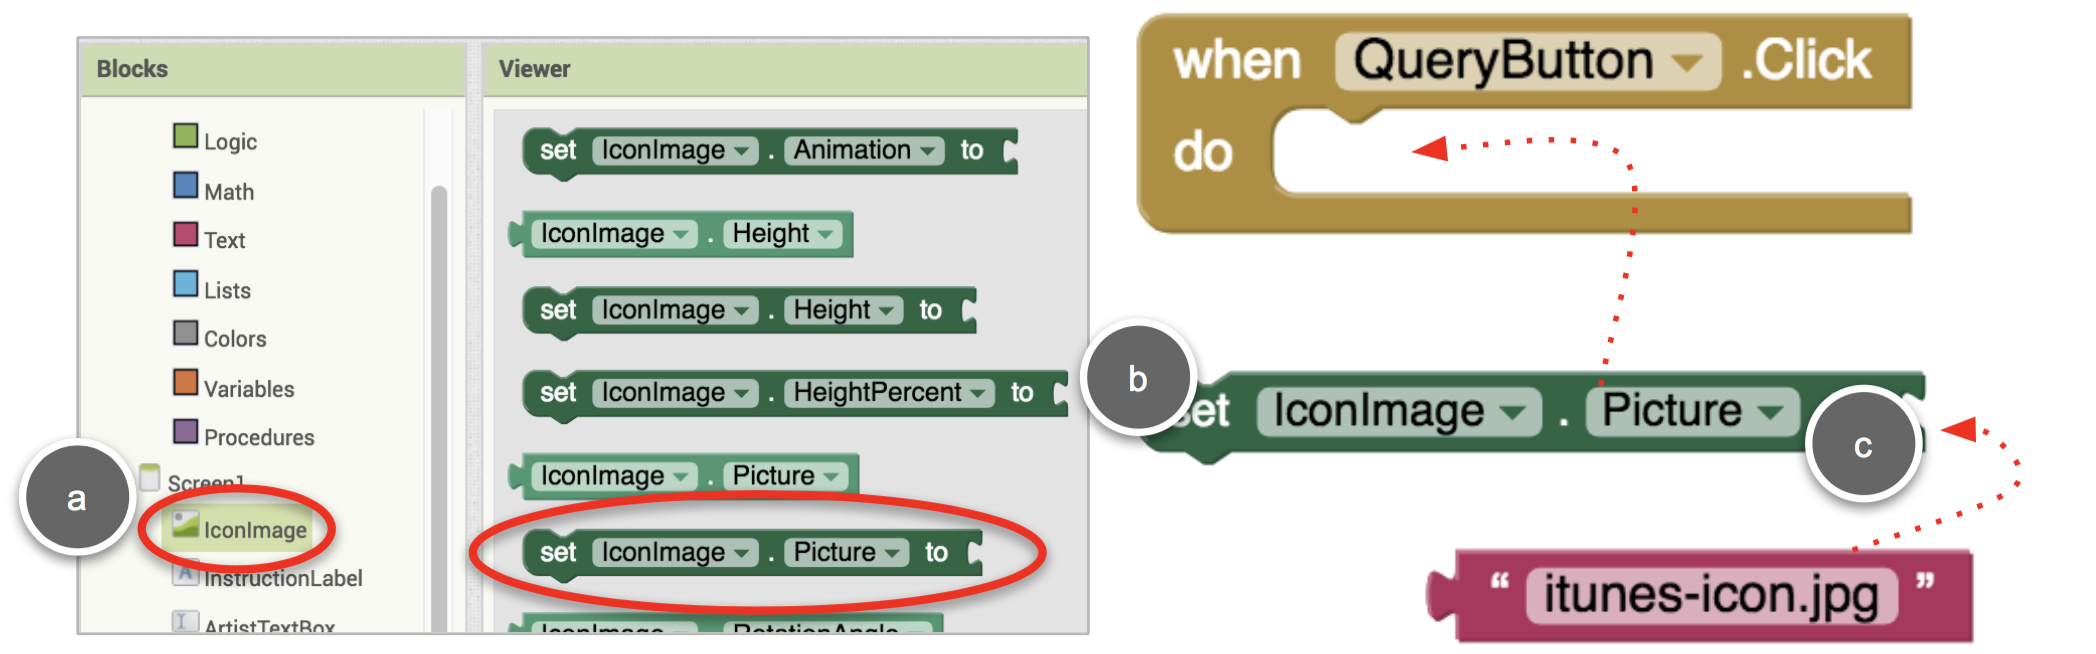 Blocks
Logic
Math
Text
Lists
Colors
Variables
Procedures
Screen1
IconImage
InstructionLabel
ArtistTextBox
a
Viewer
set IconImage . Animation to
IconImage . Height
set IconImage . Height to
set IconImage . HeightPercent to
IconImage . Picture
set IconImage . Picture to
IconImage . RotationAngle
when QueryButton .Click
do
b
set IconImage . Picture
c
“ itunes-icon.jpg ”